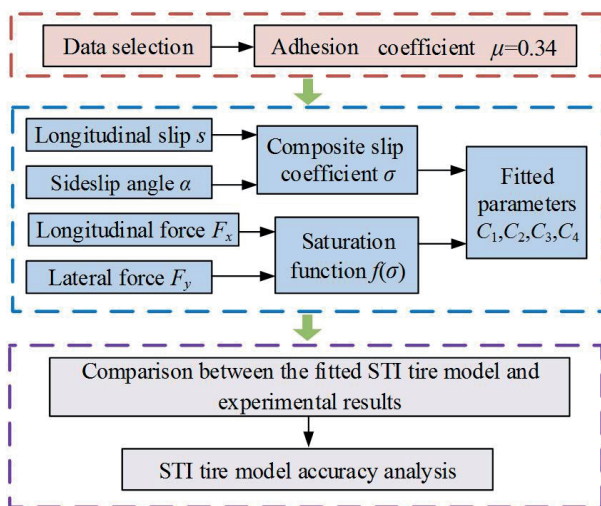 Data selection
Adhesion coefficient μ=0.34
Longitudinal slip s
Sideslip angle α
Longitudinal force Fₓ
Lateral force F_y
Composite slip
coefficient σ
Saturation
function f(σ)
Fitted
parameters
C₁,C₂,C₃,C₄
Comparison between the fitted STI tire model and
experimental results
STI tire model accuracy analysis